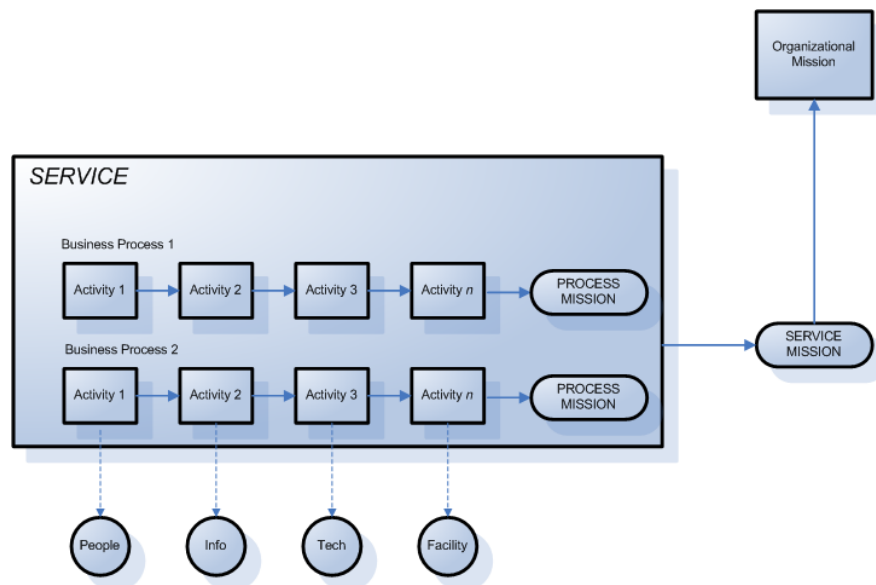 Organizational
Mission
SERVICE
Business Process 1
Activity 1
Activity 2
Activity 3
Activity n
PROCESS
MISSION
SERVICE
MISSION
Business Process 2
Activity 1
Activity 2
Activity 3
Activity n
PROCESS
MISSION
People
Info
Tech
Facility